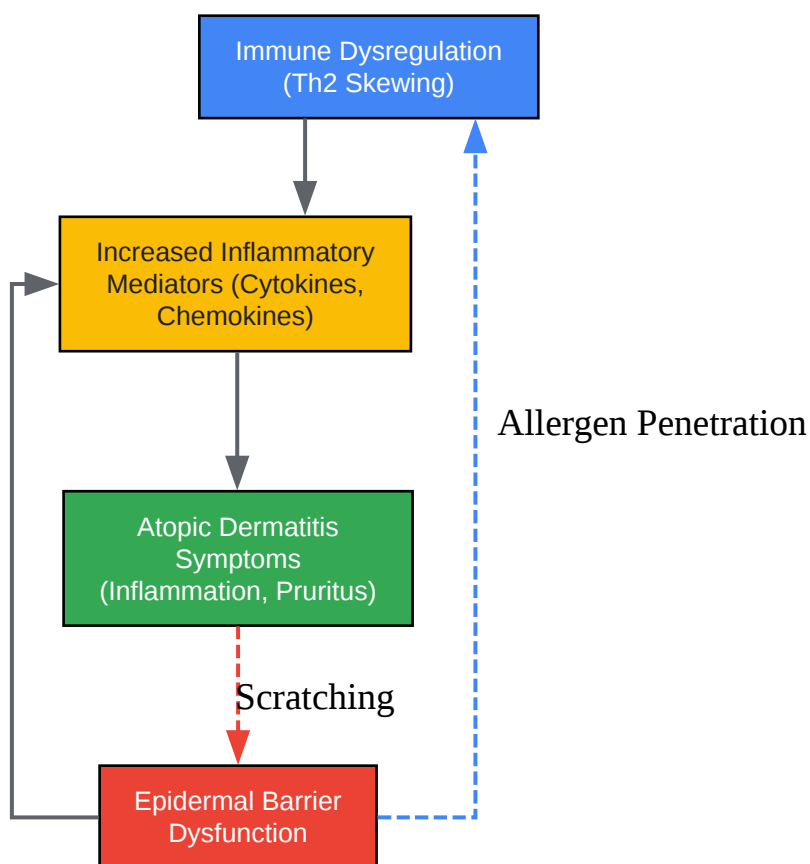 Immune Dysregulation
(Th2 Skewing)
Increased Inflammatory
Mediators (Cytokines,
Chemokines)
Allergen Penetration
Atopic Dermatitis
Symptoms
(Inflammation, Pruritus)
Scratching
Epidermal Barrier
Dysfunction